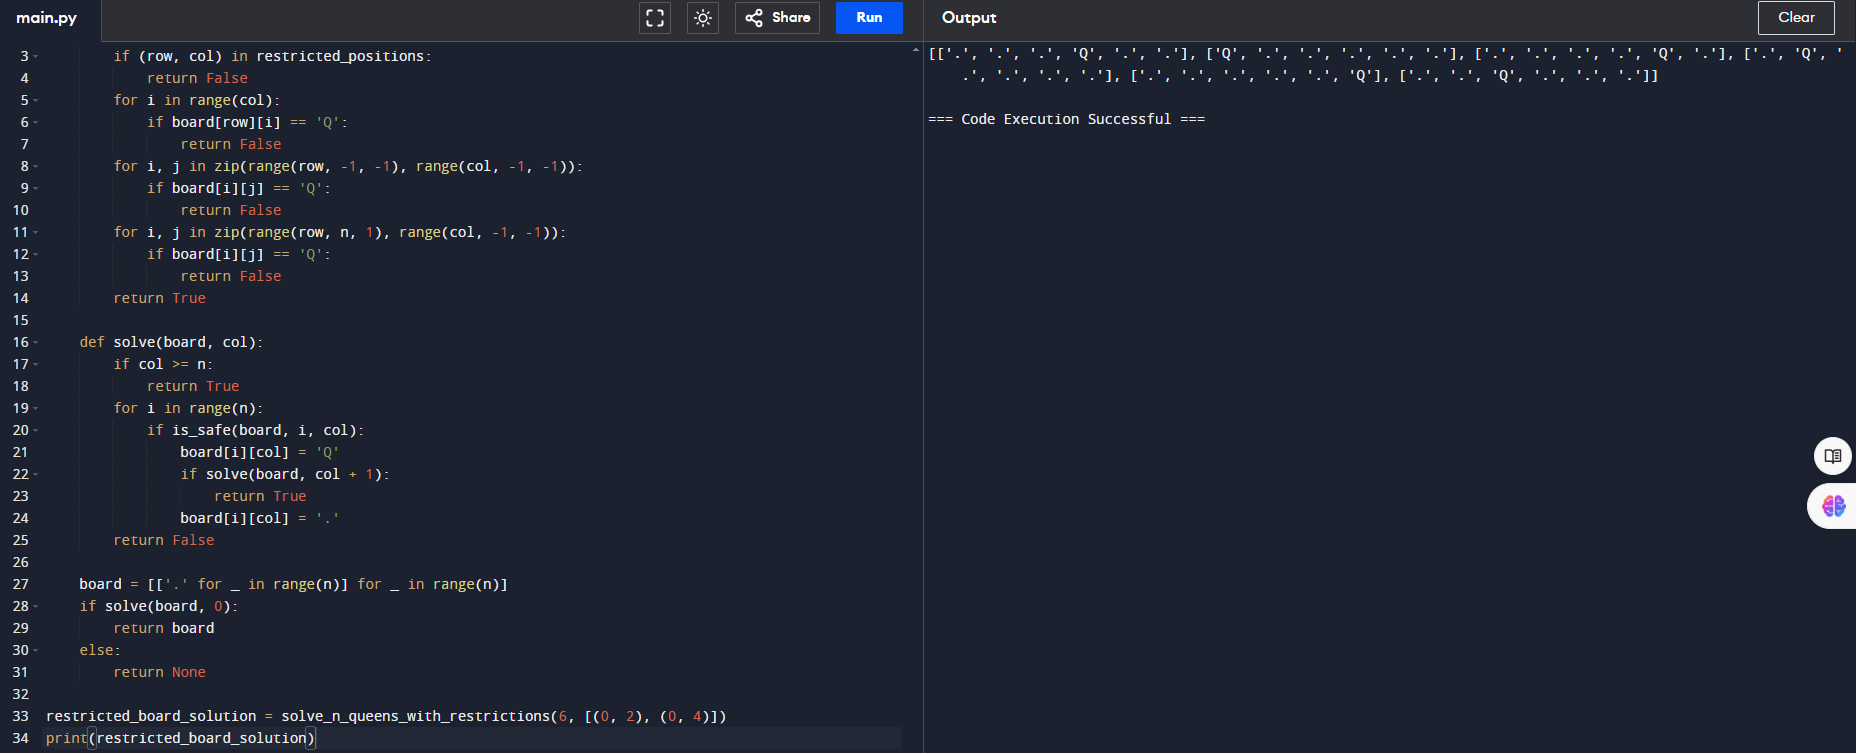 main.py
Share
Run
Output
Clear
3 if (row, col) in restricted_positions:
4 return False
5 for i in range(col):
6 if board[row][i] == 'Q':
7 return False
8 for i, j in zip(range(row, -1, -1), range(col, -1, -1)):
9 if board[i][j] == 'Q':
10 return False
11 for i, j in zip(range(row, n, 1), range(col, -1, -1)):
12 if board[i][j] == 'Q':
13 return False
14 return True
15
16 def solve(board, col):
17 if col >= n:
18 return True
19 for i in range(n):
20 if is_safe(board, i, col):
21 board[i][col] = 'Q'
22 if solve(board, col + 1):
23 return True
24 board[i][col] = '.'
25 return False
26
27 board = [['.' for _ in range(n)] for _ in range(n)]
28 if solve(board, 0):
29 return board
30 else:
31 return None
32
33 restricted_board_solution = solve_n_queens_with_restrictions(6, [(0, 2), (0, 4)])
34 print(restricted_board_solution)
[['.', '.', '.', 'Q', '.', '.'], ['Q', '.', '.', '.', '.', '.'], ['.', '.', '.', '.', 'Q', '.'], ['.', 'Q', '
.', '.', '.', '.'], ['.', '.', '.', '.', '.', 'Q'], ['.', '.', 'Q', '.', '.', '.']]
=== Code Execution Successful ===